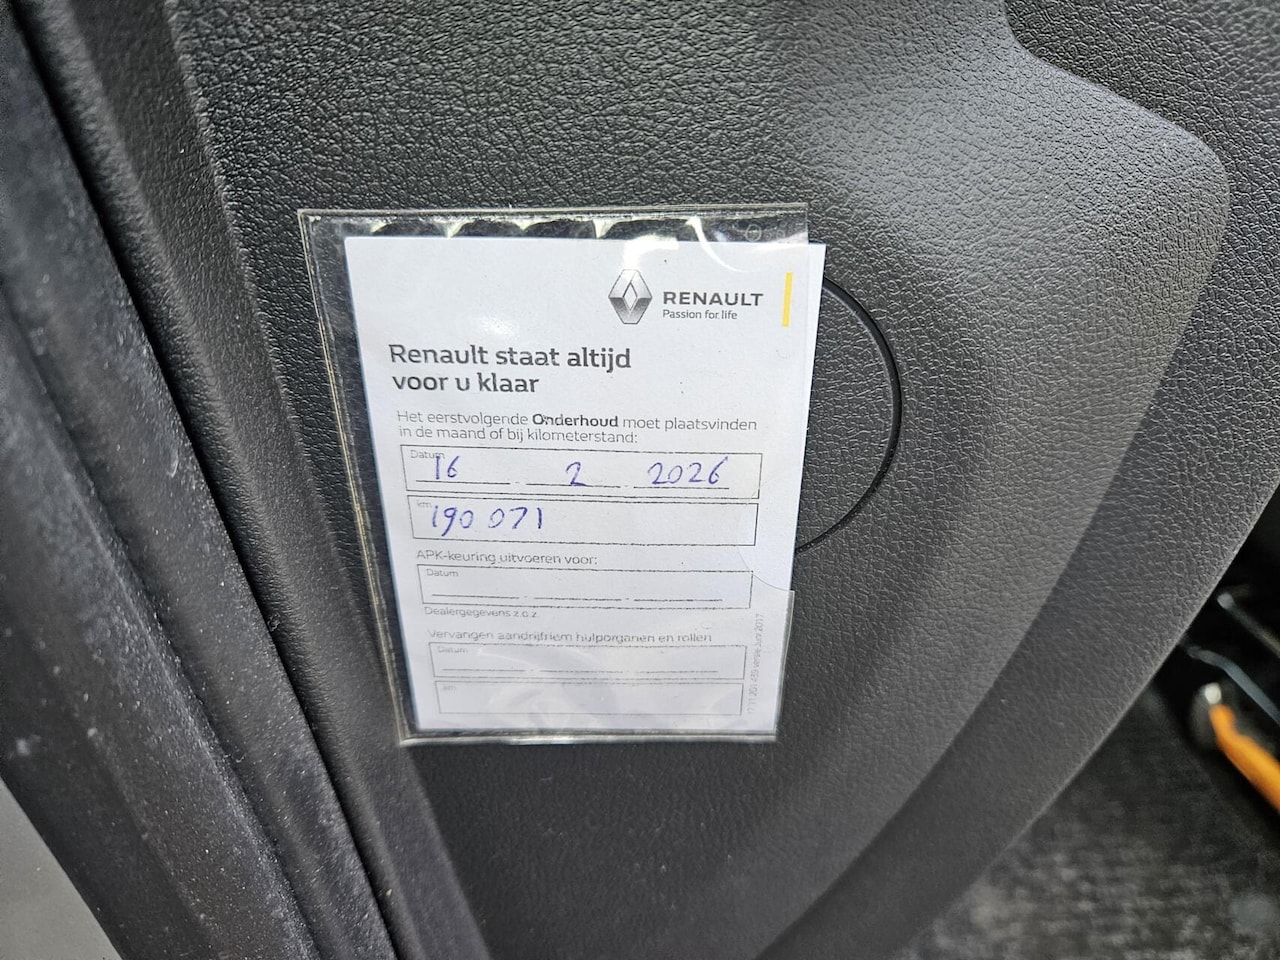 RENAULT
Passion for life
Renault staat altijd
voor u klaar
Het eerstvolgende Onderhoud moet plaatsvinden
in de maand of bij kilometerstand:
Datum
16 2 2026
km
190 071
APK-keuring uitvoeren voor:
Datum
Dealergegevens z.o.z.
Vervangen aandrijfriem hulporganen en rollen
Datum
km